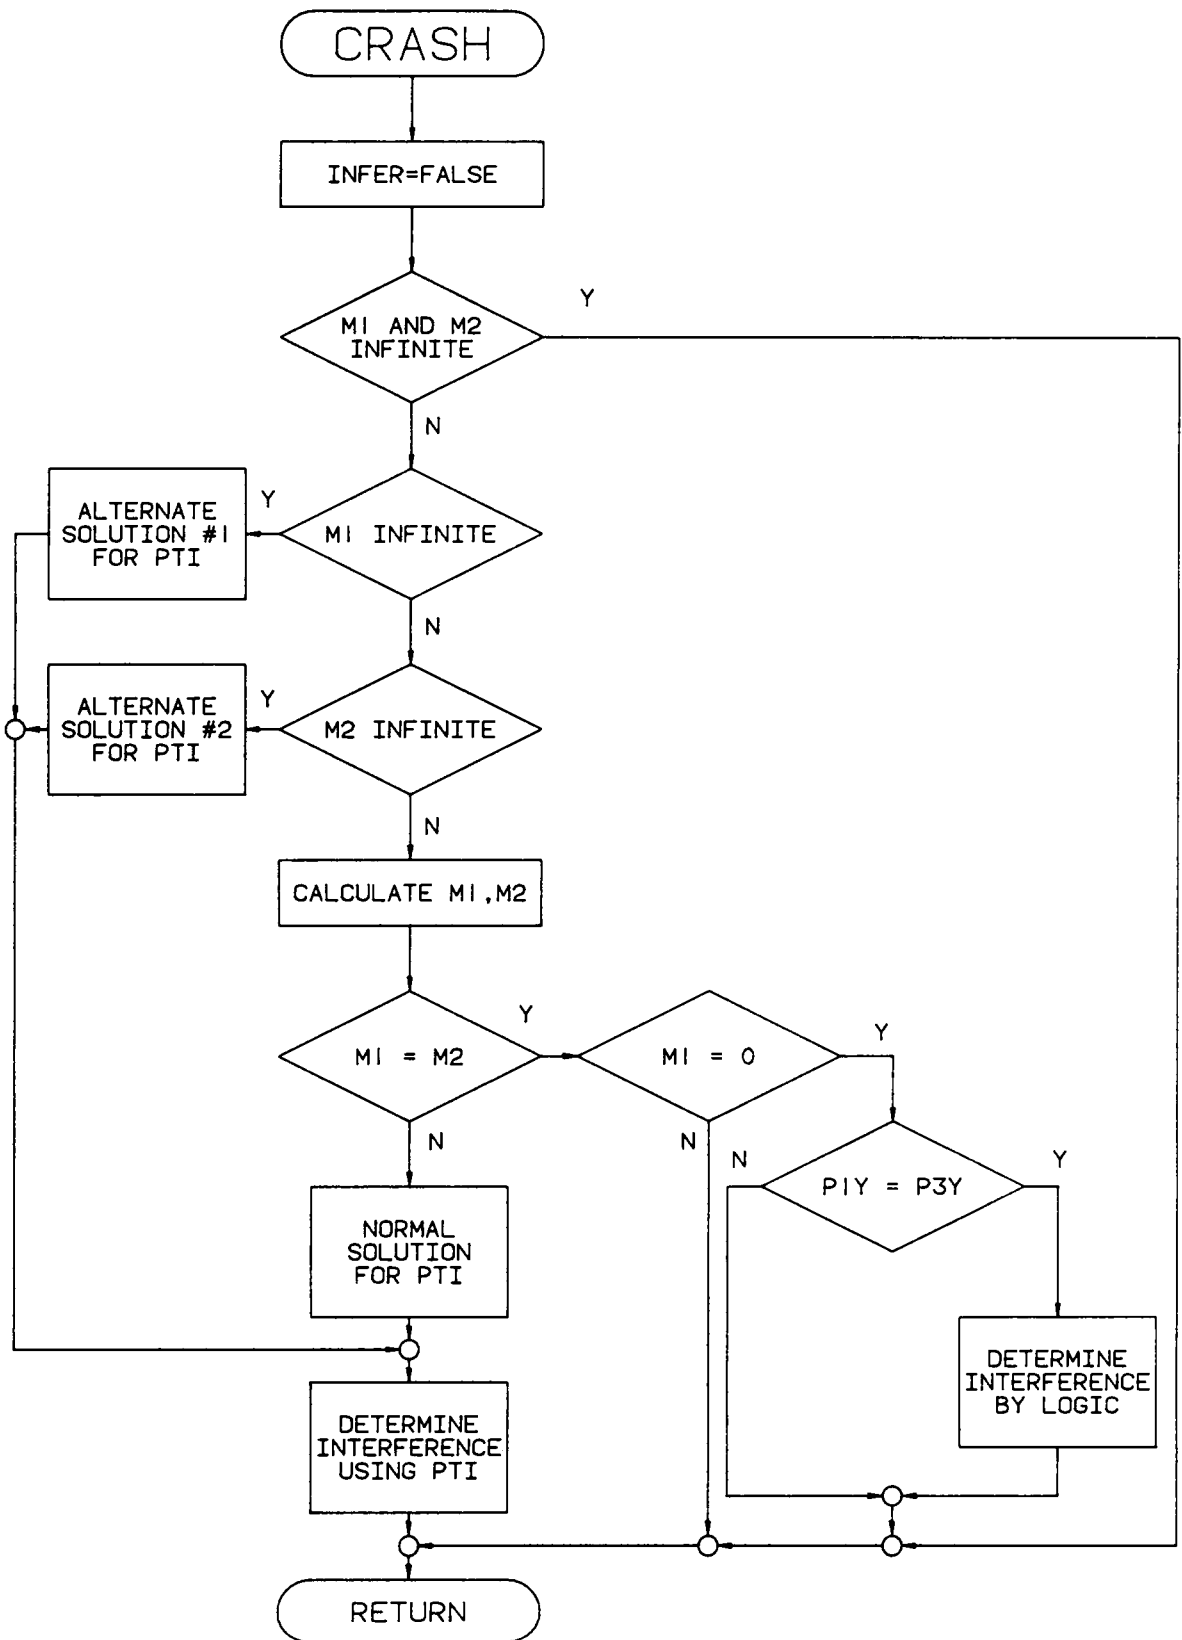 CRASH
INFER=FALSE
M1 AND M2
INFINITE
Y
N
ALTERNATE
SOLUTION #1
FOR PTI
Y
M1 INFINITE
N
ALTERNATE
SOLUTION #2
FOR PTI
Y
M2 INFINITE
N
CALCULATE M1,M2
M1 = M2
Y
M1 = 0
Y
N
N
N
P1Y = P3Y
Y
NORMAL
SOLUTION
FOR PTI
DETERMINE
INTERFERENCE
BY LOGIC
DETERMINE
INTERFERENCE
USING PTI
RETURN